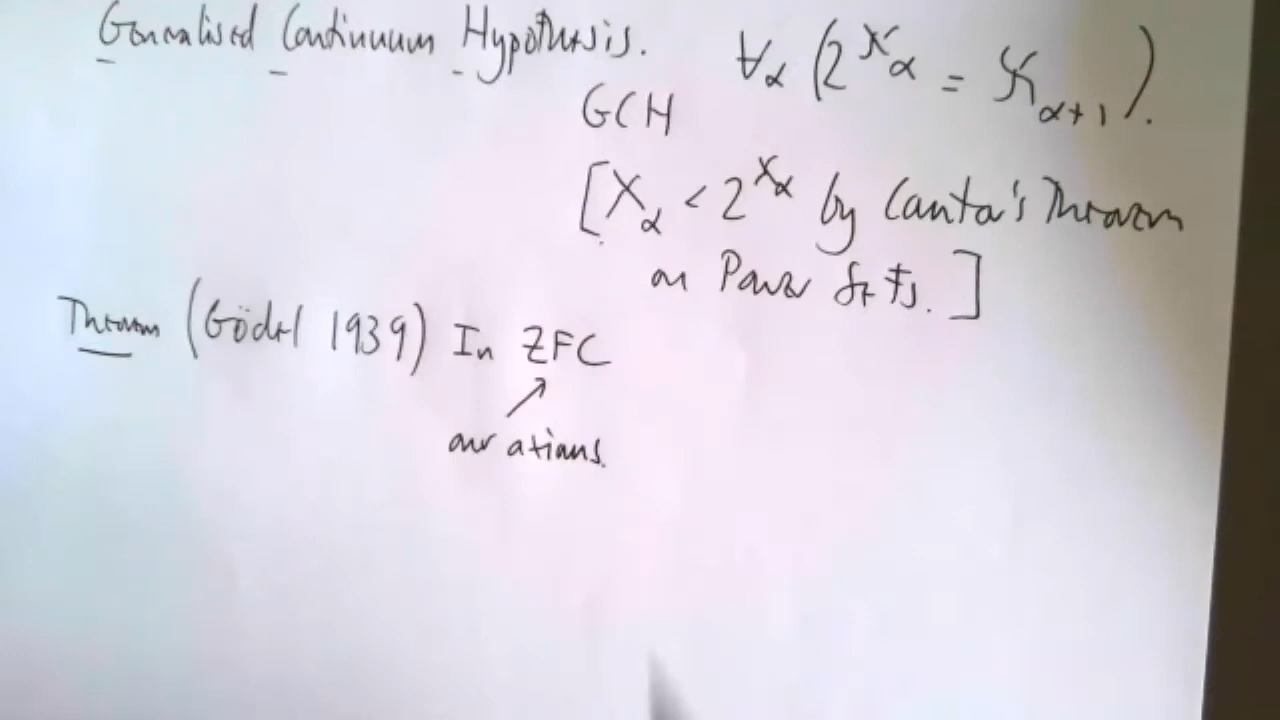 Generalised Continuum Hypothesis. ∀α (2^ℵα = ℵα+1).
GCH
[ℵα < 2^ℵα by Cantor's Theorem
on Power Sets.]
Theorem (Gödel 1939) In ZFC
↗
our axioms.